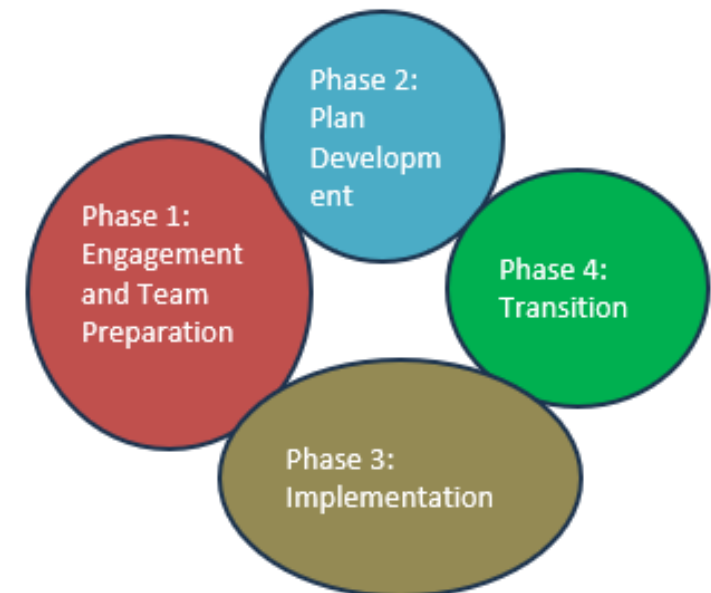 Phase 1:
Engagement
and Team
Preparation
Phase 2:
Plan
Developm
ent
Phase 3:
Implementation
Phase 4:
Transition